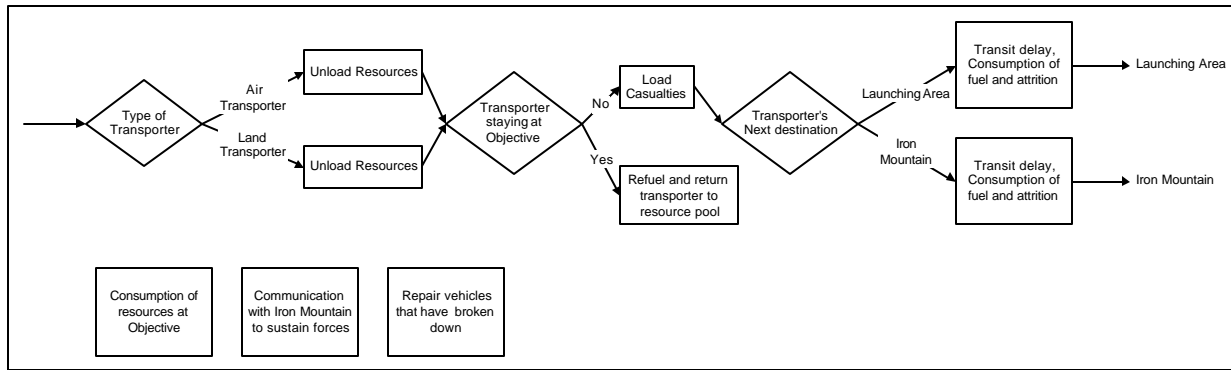 Type of
Transporter
Air
Transporter
Land
Transporter
Unload Resources
Unload Resources
Transporter
staying at
Objective
No
Yes
Load
Casualties
Refuel and return
transporter to
resource pool
Transporter's
Next destination
Launching Area
Iron
Mountain
Transit delay,
Consumption of
fuel and attrition
Launching Area
Transit delay,
Consumption of
fuel and attrition
Iron Mountain
Consumption of
resources at
Objective
Communication
with Iron Mountain
to sustain forces
Repair vehicles
that have broken
down